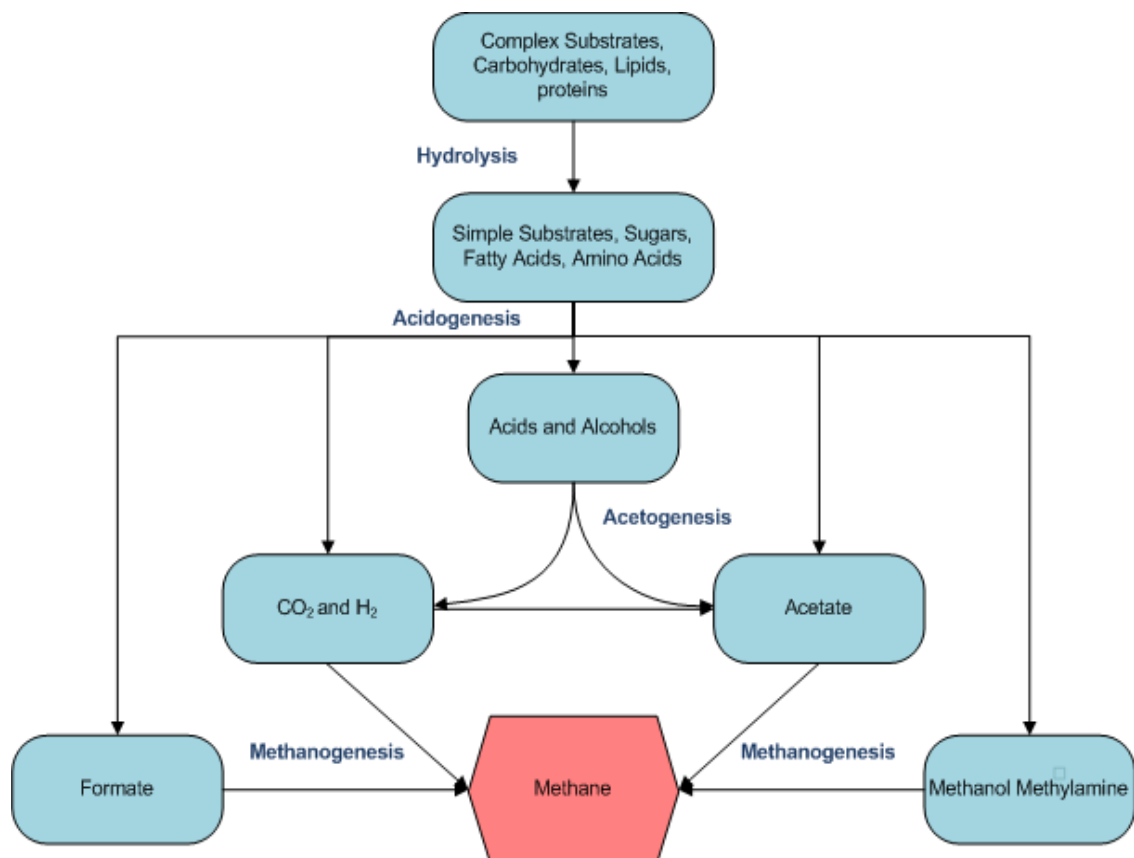 Complex Substrates,
Carbohydrates, Lipids,
proteins
Hydrolysis
Simple Substrates, Sugars,
Fatty Acids, Amino Acids
Acidogenesis
Acids and Alcohols
Acetogenesis
CO₂ and H₂
Acetate
Methanogenesis
Methanogenesis
Formate
Methane
Methanol Methylamine